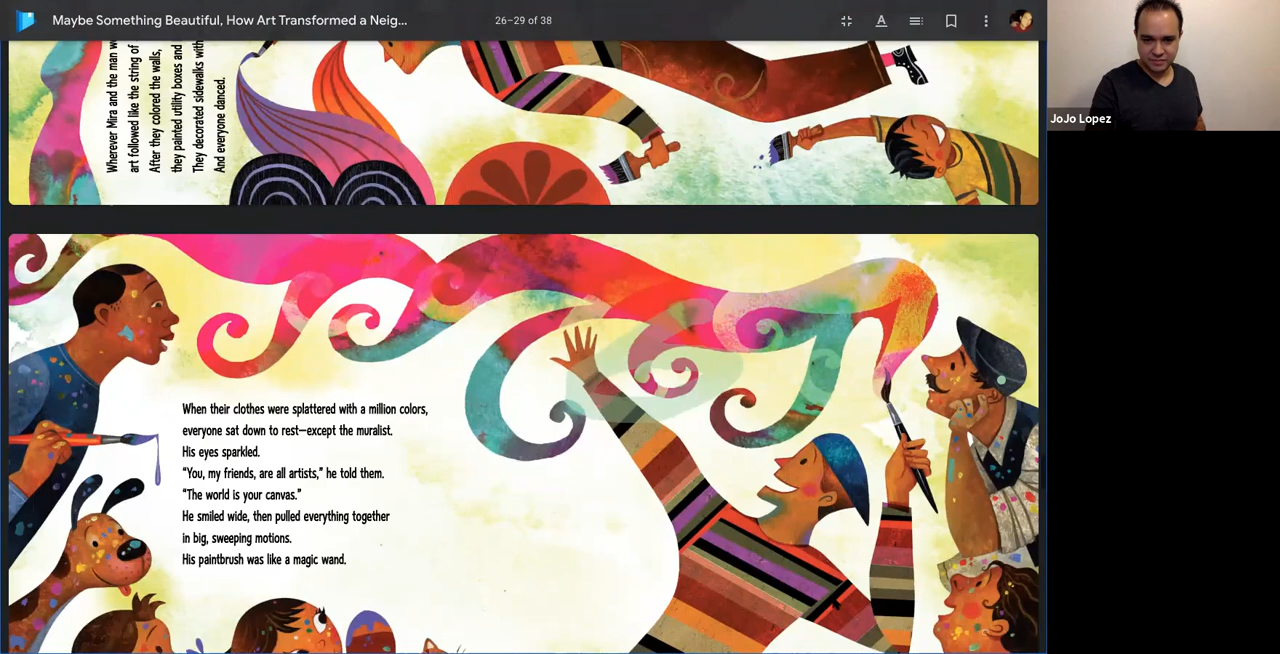 Maybe Something Beautiful, How Art Transformed a Neig...
26–29 of 38
A
JoJo Lopez
Wherever Mira and the man w
art followed like the string of
After they colored the walls,
they painted utility boxes and
They decorated sidewalks with
And everyone danced.
When their clothes were splattered with a million colors,
everyone sat down to rest—except the muralist.
His eyes sparkled.
“You, my friends, are all artists,” he told them.
“The world is your canvas.”
He smiled wide, then pulled everything together
in big, sweeping motions.
His paintbrush was like a magic wand.